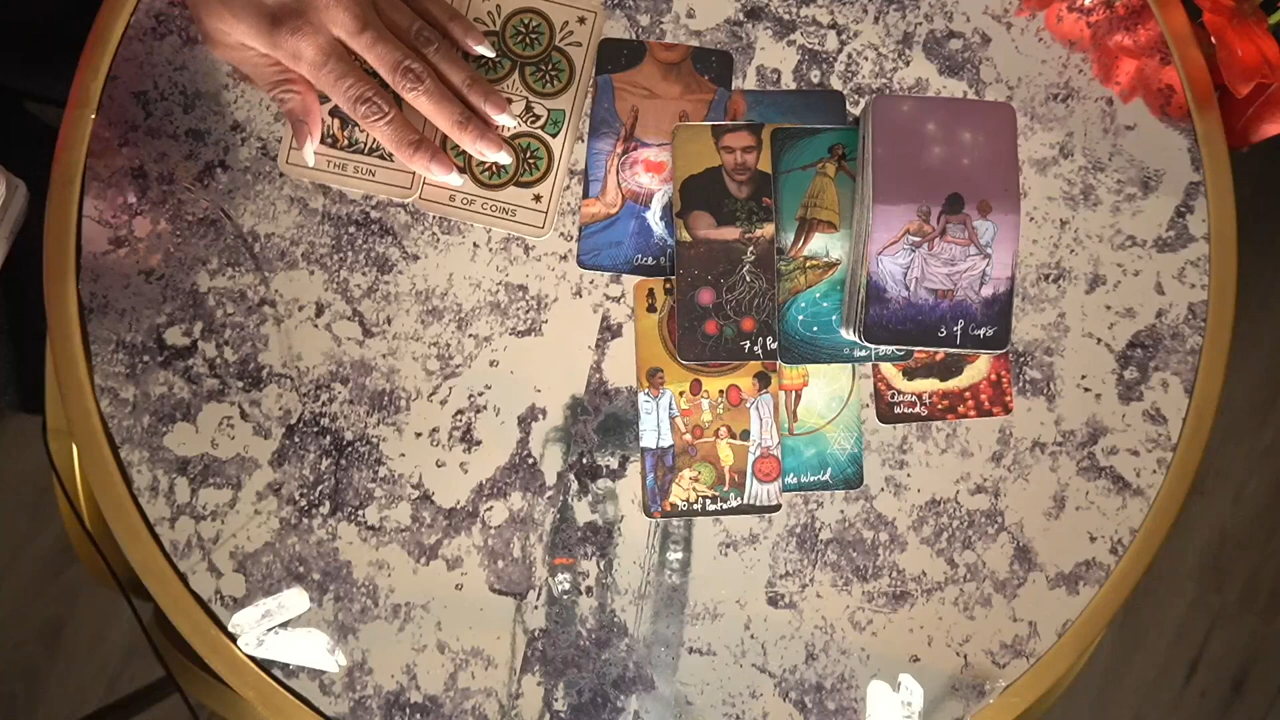 THE SUN
6 OF COINS
Ace of
7 of Pe
0 the Fool
3 of Cups
Queen of
Wands
10 of Pentacles
the World